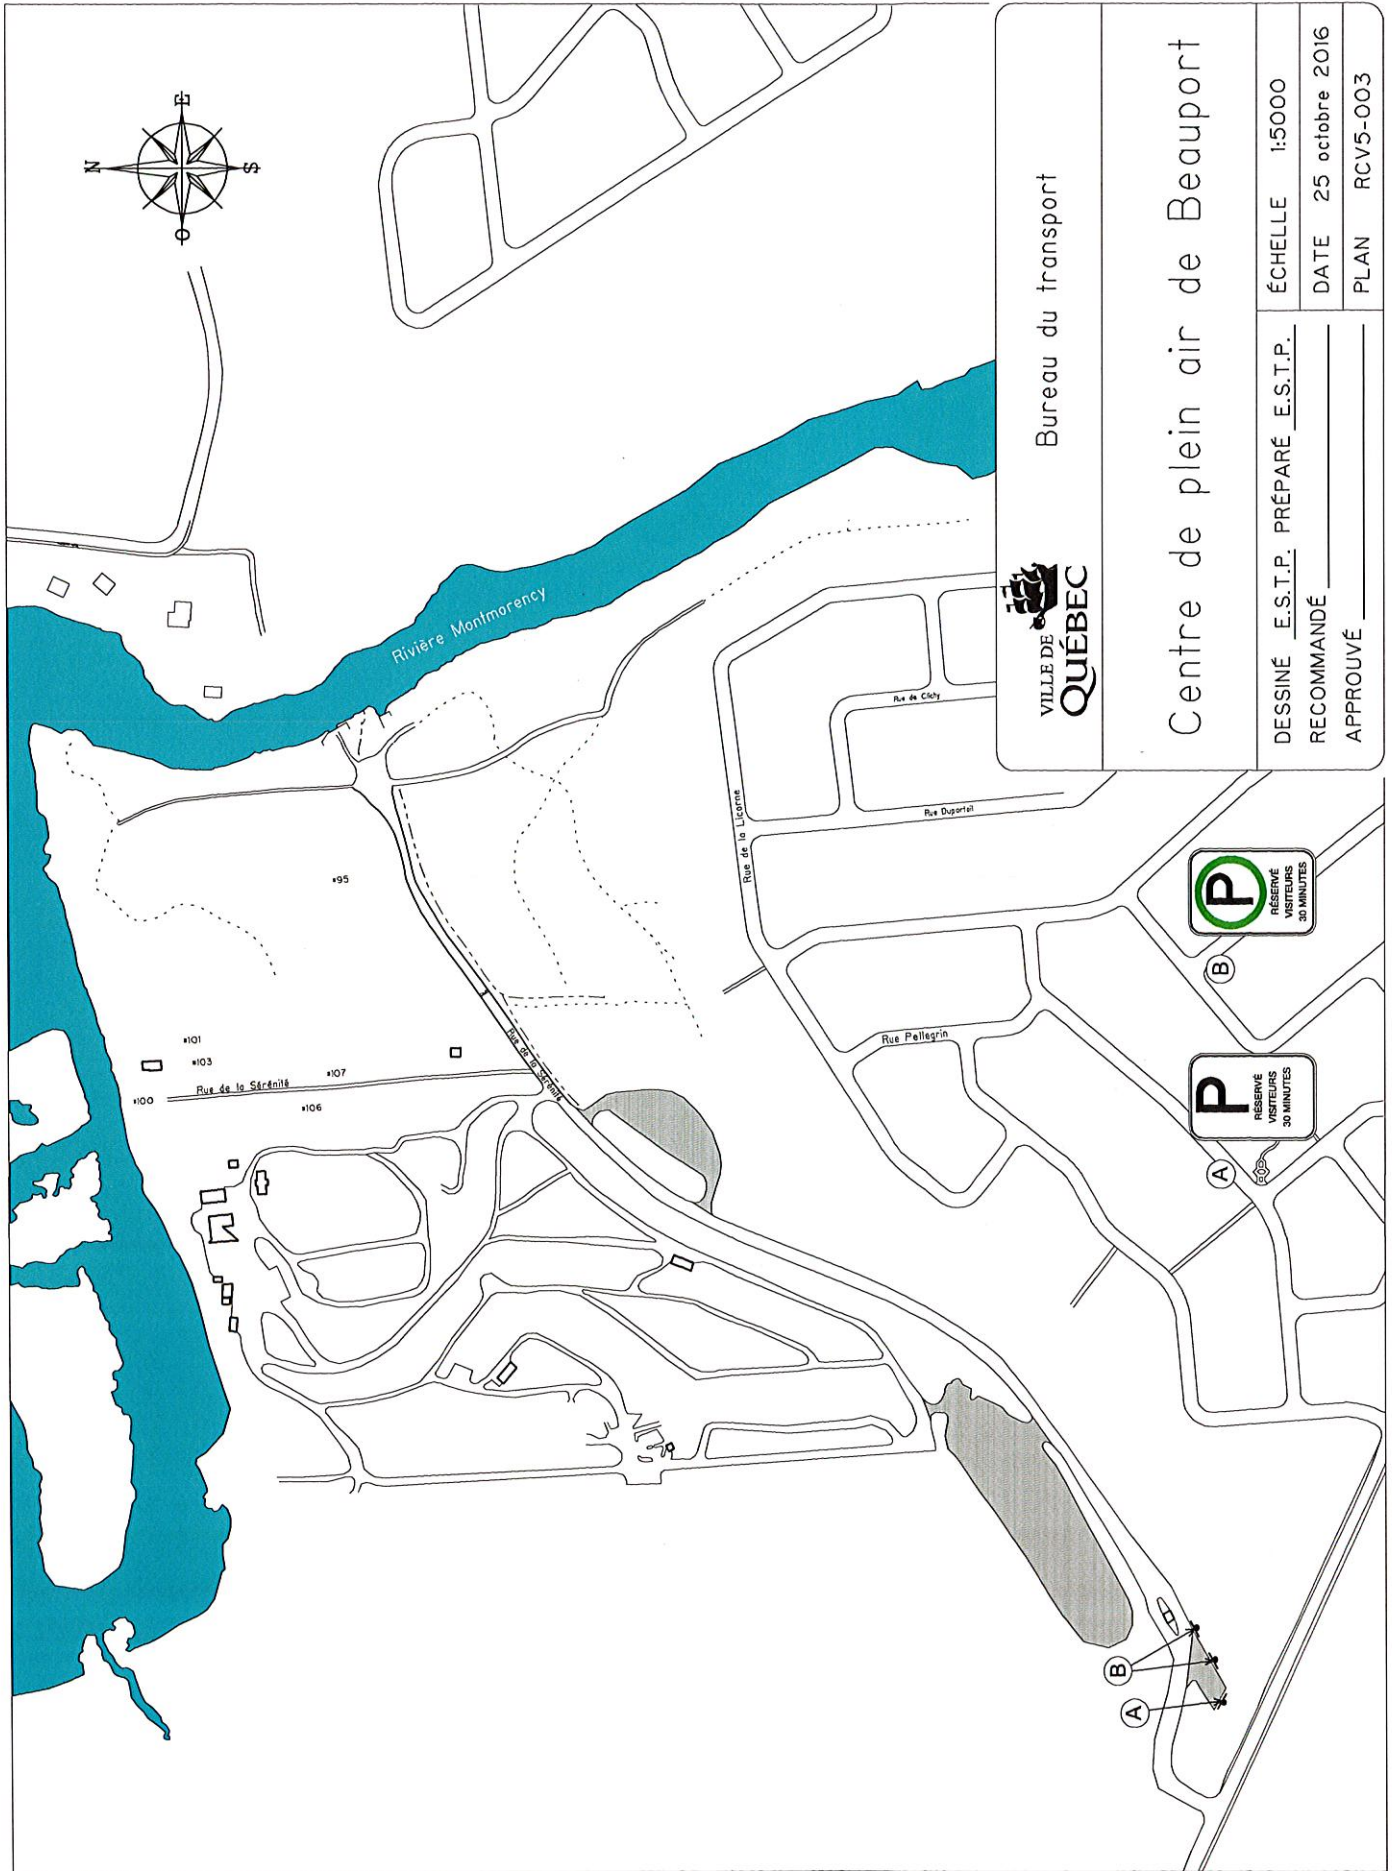 N
E
S
O
Rivière Montmorency
Rue de Clichy
Rue Duportail
Rue de la Licorne
Rue Pellegrin
Rue de la Sérénité
Rue de la Sérénité
#95
#101
#103
#107
#100
#106
A
B
A
P
RÉSERVÉ
VISITEURS
30 MINUTES
B
P
RÉSERVÉ
VISITEURS
30 MINUTES
VILLE DE
QUÉBEC
Bureau du transport
Centre de plein air de Beauport
DESSINÉ E.S.T.P. PRÉPARÉ E.S.T.P.
RECOMMANDÉ
APPROUVÉ
ÉCHELLE 1:5000
DATE 25 octobre 2016
PLAN RCV5-003